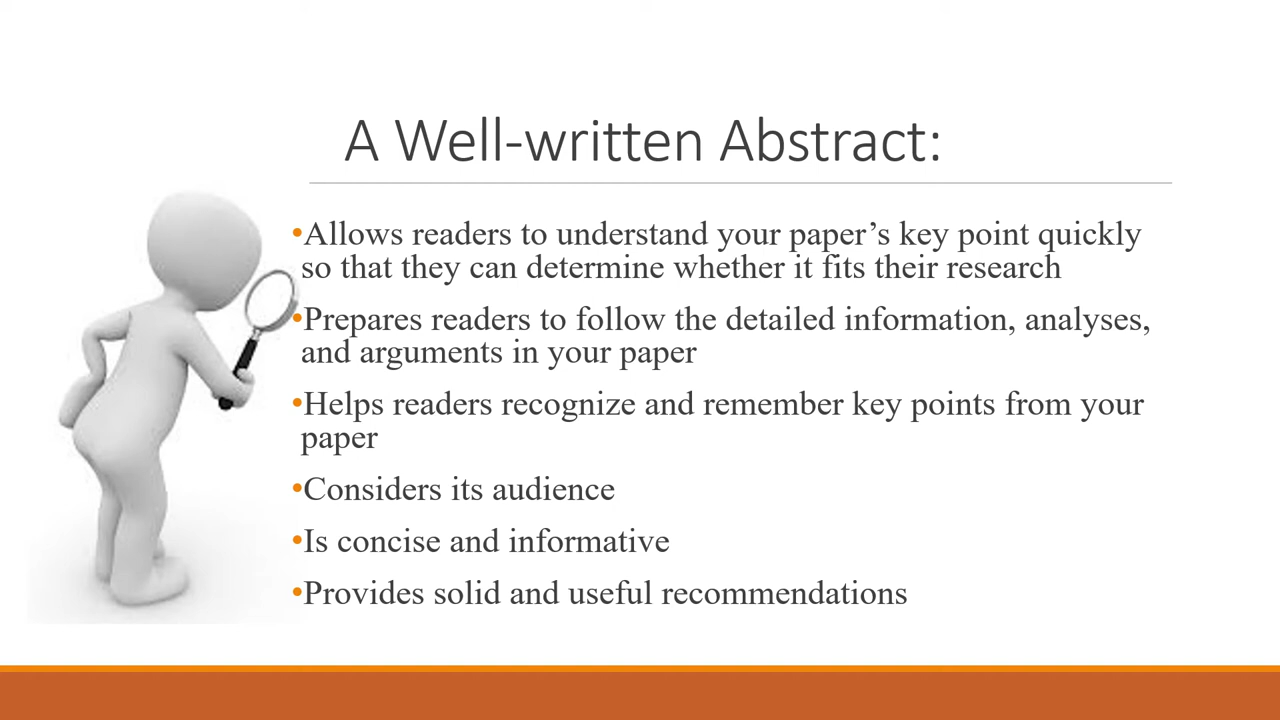 A Well-written Abstract:
•Allows readers to understand your paper’s key point quickly
so that they can determine whether it fits their research
•Prepares readers to follow the detailed information, analyses,
and arguments in your paper
•Helps readers recognize and remember key points from your
paper
•Considers its audience
•Is concise and informative
•Provides solid and useful recommendations